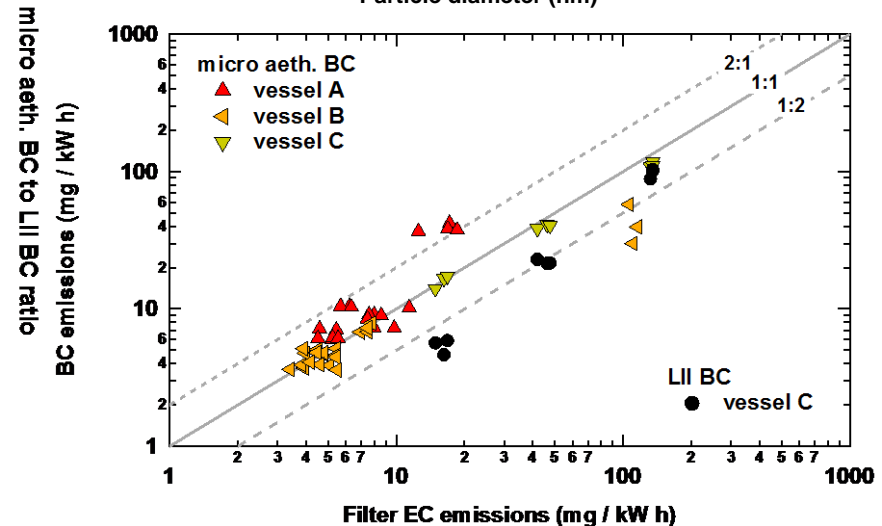 Particle diameter (nm)
micro aeth. BC to LII BC ratio
BC emissions (mg / kW h)
1000
6
4
2
100
6
4
2
10
6
4
2
1
micro aeth. BC
vessel A
vessel B
vessel C
2:1
1:1
1:2
LII BC
vessel C
1 2 3 4 5 6 7 10 2 3 4 5 6 7 100 2 3 4 5 6 7 1000
Filter EC emissions (mg / kW h)